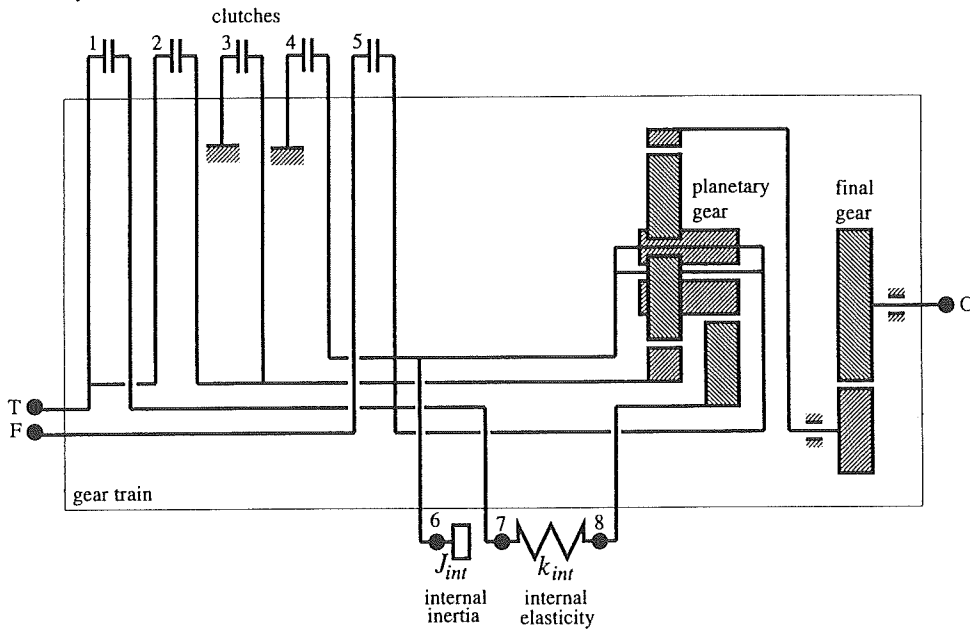 clutches
1 2 3 4 5
planetary
gear
final
gear
O
T
F
gear train
6 7 8
J_int k_int
internal internal
inertia elasticity